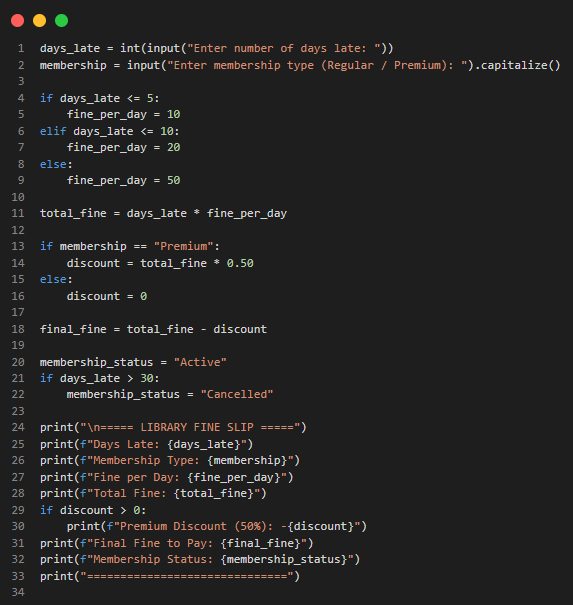 1 days_late = int(input("Enter number of days late: "))
2 membership = input("Enter membership type (Regular / Premium): ").capitalize()
3
4 if days_late <= 5:
5     fine_per_day = 10
6 elif days_late <= 10:
7     fine_per_day = 20
8 else:
9     fine_per_day = 50
10
11 total_fine = days_late * fine_per_day
12
13 if membership == "Premium":
14     discount = total_fine * 0.50
15 else:
16     discount = 0
17
18 final_fine = total_fine - discount
19
20 membership_status = "Active"
21 if days_late > 30:
22     membership_status = "Cancelled"
23
24 print("\n===== LIBRARY FINE SLIP =====")
25 print(f"Days Late: {days_late}")
26 print(f"Membership Type: {membership}")
27 print(f"Fine per Day: {fine_per_day}")
28 print(f"Total Fine: {total_fine}")
29 if discount > 0:
30     print(f"Premium Discount (50%): -{discount}")
31 print(f"Final Fine to Pay: {final_fine}")
32 print(f"Membership Status: {membership_status}")
33 print("==============================")
34